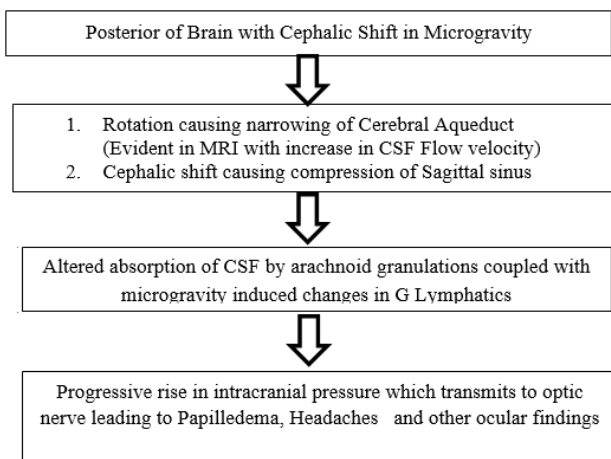 Posterior of Brain with Cephalic Shift in Microgravity
1. Rotation causing narrowing of Cerebral Aqueduct
(Evident in MRI with increase in CSF Flow velocity)
2. Cephalic shift causing compression of Sagittal sinus
Altered absorption of CSF by arachnoid granulations coupled with
microgravity induced changes in G Lymphatics
Progressive rise in intracranial pressure which transmits to optic
nerve leading to Papilledema, Headaches and other ocular findings